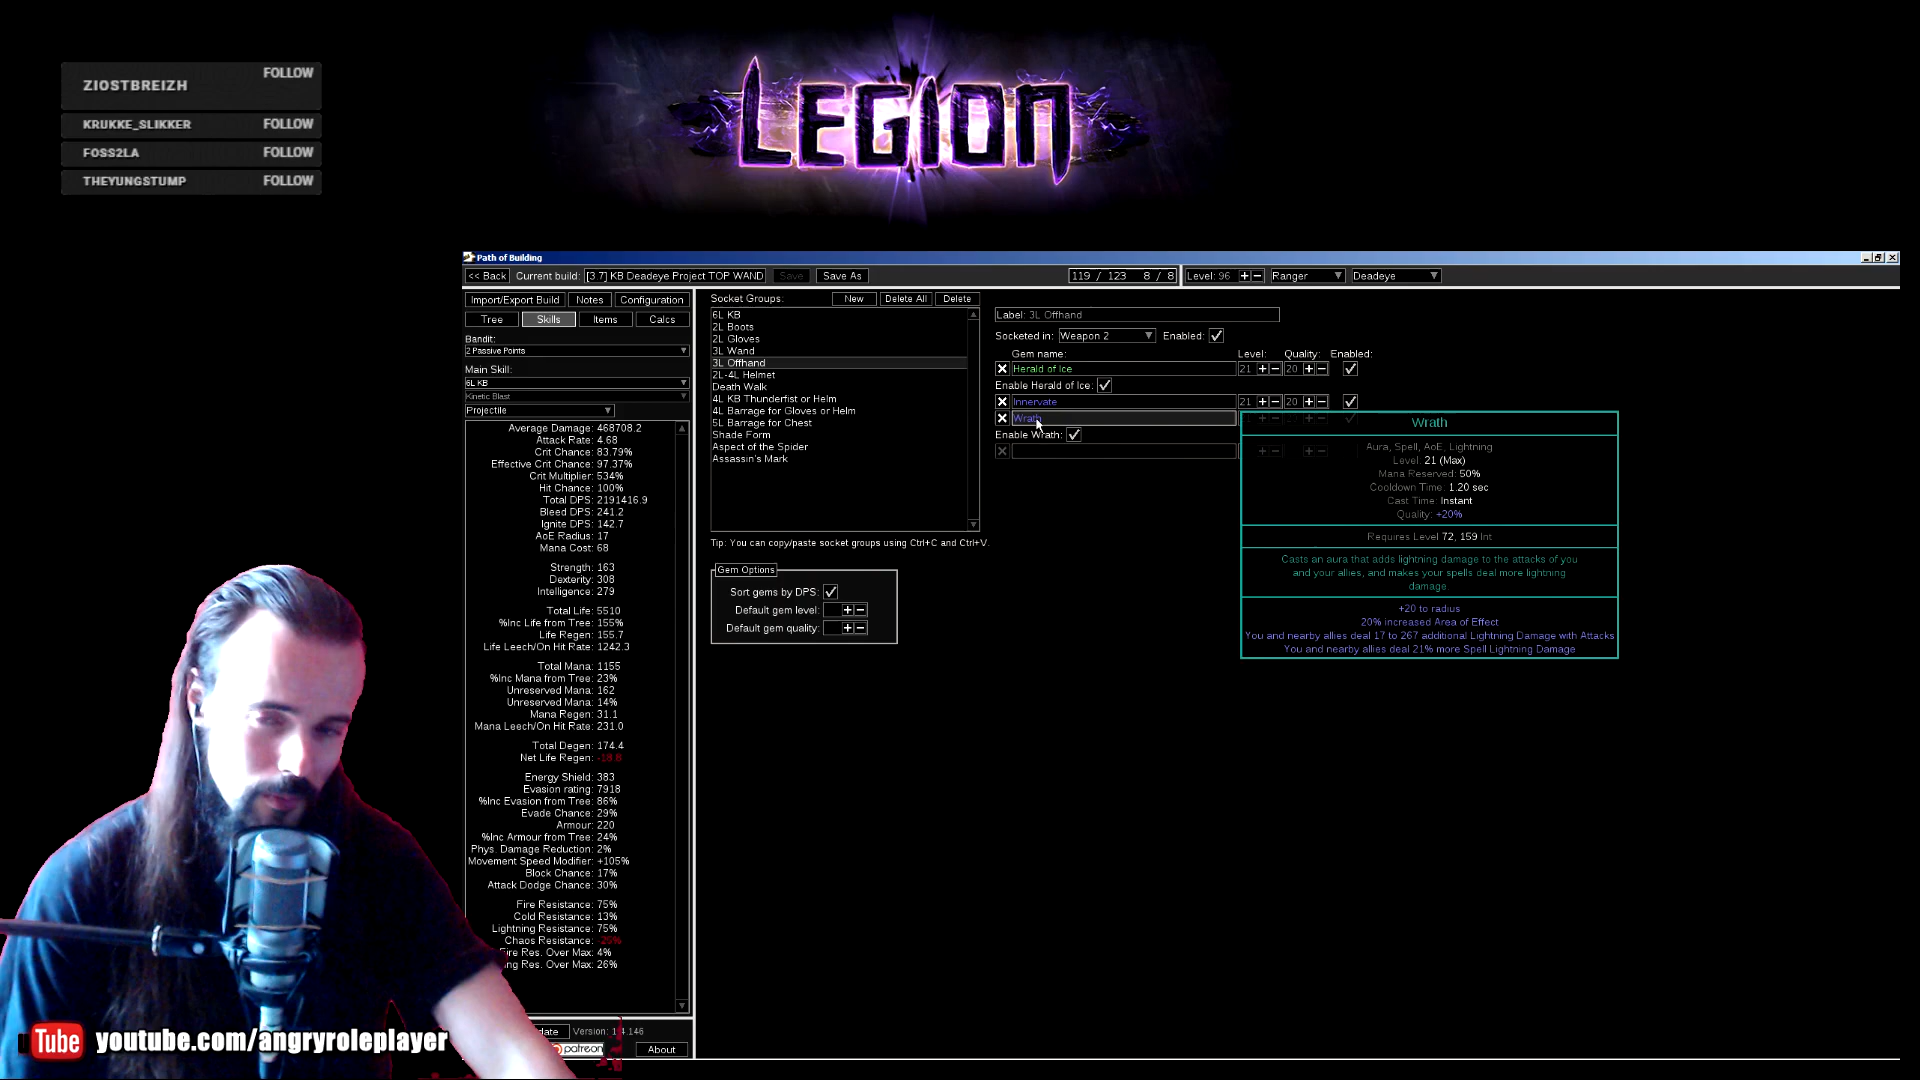 LEGION
ZIOSTBREIZH FOLLOW
KRUKKE_SLIKKER FOLLOW
FOSS2LA FOLLOW
THEYUNGSTUMP FOLLOW
Path of Building
<< Back Current build: [3.7] KB Deadeye Project TOP WAND Save Save As 119 / 123 8 / 8 Level: 96 + − Ranger Deadeye
Import/Export Build Notes Configuration
Tree Skills Items Calcs
Bandit:
2 Passive Points
Main Skill:
6L KB
Kinetic Blast
Projectile
Average Damage: 468708.2
Attack Rate: 4.68
Crit Chance: 83.79%
Effective Crit Chance: 97.37%
Crit Multiplier: 534%
Hit Chance: 100%
Total DPS: 2191416.9
Bleed DPS: 241.2
Ignite DPS: 142.7
AoE Radius: 17
Mana Cost: 68
Strength: 163
Dexterity: 308
Intelligence: 279
Total Life: 5510
%Inc Life from Tree: 155%
Life Regen: 155.7
Life Leech/On Hit Rate: 1242.3
Total Mana: 1155
%Inc Mana from Tree: 23%
Unreserved Mana: 162
Unreserved Mana: 14%
Mana Regen: 31.1
Mana Leech/On Hit Rate: 231.0
Total Degen: 174.4
Net Life Regen: -18.8
Energy Shield: 383
Evasion rating: 7918
%Inc Evasion from Tree: 86%
Evade Chance: 29%
Armour: 220
%Inc Armour from Tree: 24%
Phys. Damage Reduction: 2%
Movement Speed Modifier: +105%
Block Chance: 17%
Attack Dodge Chance: 30%
Fire Resistance: 75%
Cold Resistance: 13%
Lightning Resistance: 75%
Chaos Resistance:
Res. Over Max: 4%
Res. Over Max: 26%
Version:
patreon About
Socket Groups: New Delete All Delete
6L KB
2L Boots
2L Gloves
3L Wand
3L Offhand
2L-4L Helmet
Death Walk
4L KB Thunderfist or Helm
4L Barrage for Gloves or Helm
5L Barrage for Chest
Shade Form
Aspect of the Spider
Assassin's Mark
Tip: You can copy/paste socket groups using Ctrl+C and Ctrl+V.
Gem Options
Sort gems by DPS:
Default gem level: + −
Default gem quality: + −
Label: 3L Offhand
Socketed in: Weapon 2 Enabled:
Gem name: Level: Quality: Enabled:
Herald of Ice 21 + − 20 + −
Enable Herald of Ice:
Innervate 21 + − 20 + −
Wrath
Enable Wrath:
Wrath
Aura, Spell, AoE, Lightning
Level: 21 (Max)
Mana Reserved: 50%
Cooldown Time: 1.20 sec
Cast Time: Instant
Quality: +20%
Requires Level 72, 159 Int
Casts an aura that adds lightning damage to the attacks of you
and your allies, and makes your spells deal more lightning
damage.
+20 to radius
20% increased Area of Effect
You and nearby allies deal 17 to 267 additional Lightning Damage with Attacks
You and nearby allies deal 21% more Spell Lightning Damage
Tube youtube.com/angryroleplayer